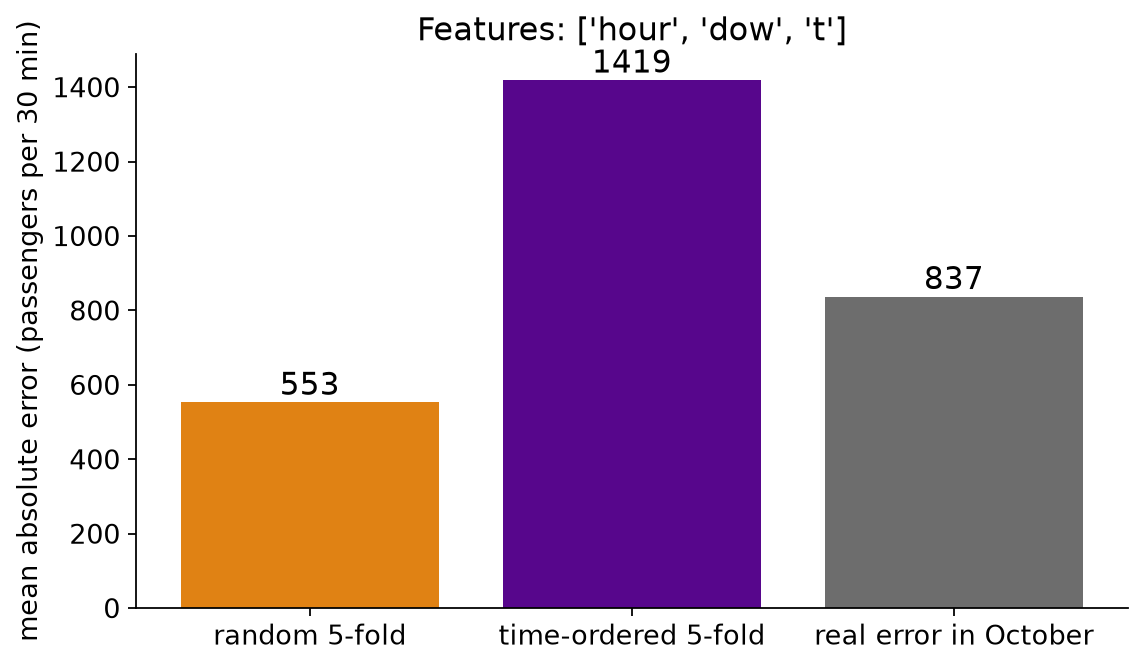 Features: ['hour', 'dow', 't']
mean absolute error (passengers per 30 min)
1400
1200
1000
800
600
400
200
0
553
1419
837
random 5-fold
time-ordered 5-fold
real error in October